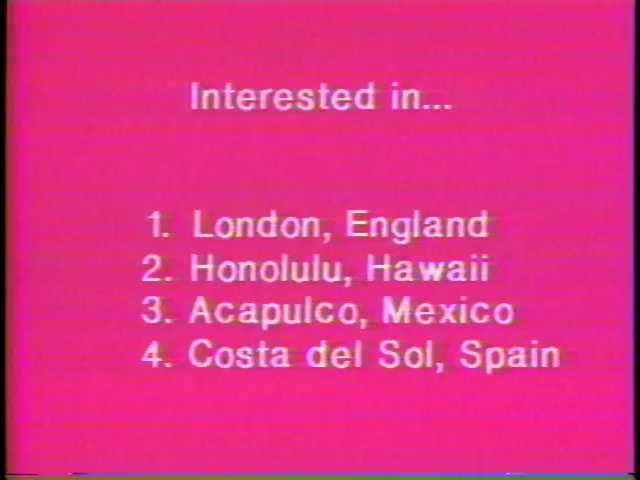 Interested in...
1. London, England
2. Honolulu, Hawaii
3. Acapulco, Mexico
4. Costa del Sol, Spain